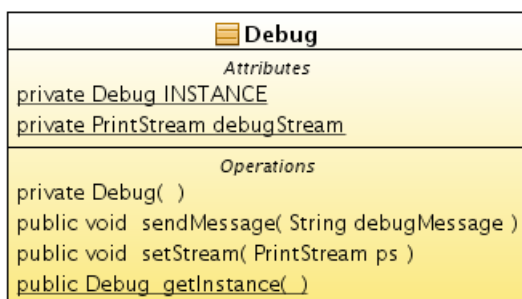 Debug
Attributes
private Debug INSTANCE
private PrintStream debugStream
Operations
private Debug( )
public void sendMessage( String debugMessage )
public void setStream( PrintStream ps )
public Debug getInstance( )